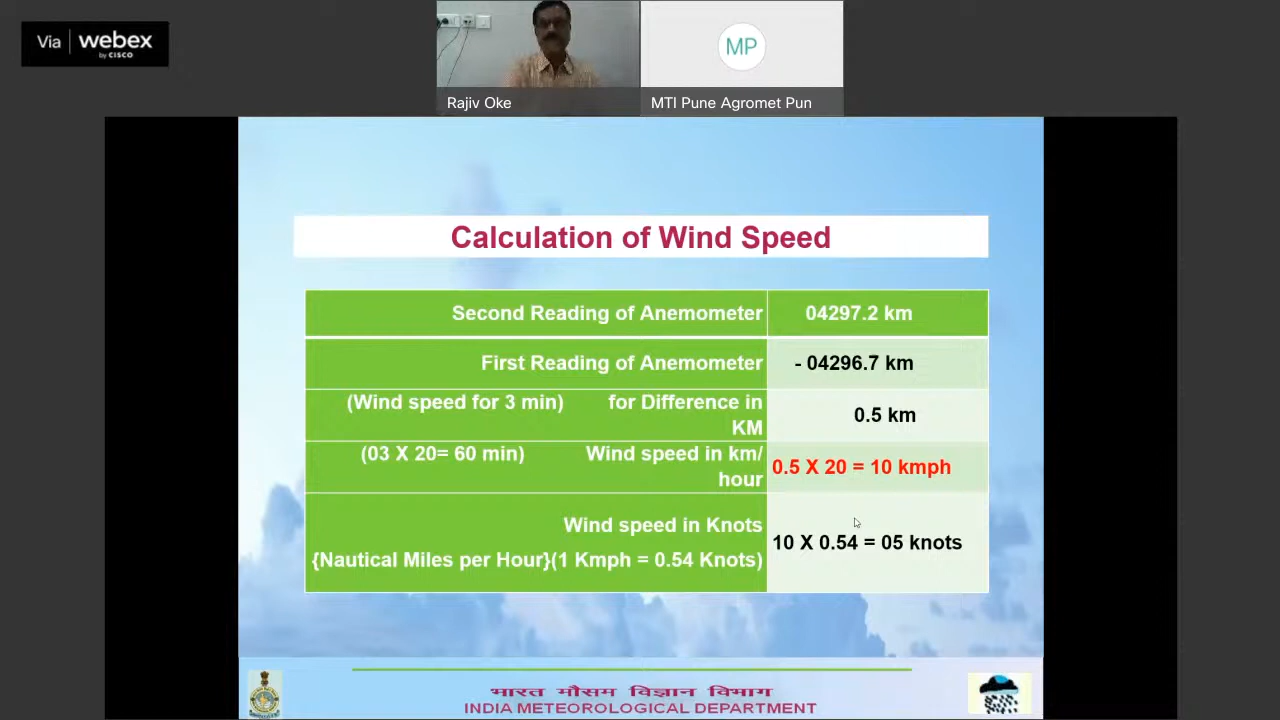 Via webex
by CISCO
MP
Rajiv Oke
MTI Pune Agromet Pun
Calculation of Wind Speed
Second Reading of Anemometer 04297.2 km
First Reading of Anemometer - 04296.7 km
(Wind speed for 3 min) for Difference in
KM
0.5 km
(03 X 20= 60 min) Wind speed in km/
hour
0.5 X 20 = 10 kmph
Wind speed in Knots
{Nautical Miles per Hour}(1 Kmph = 0.54 Knots)
10 X 0.54 = 05 knots
भारत मौसम विज्ञान विभाग
INDIA METEOROLOGICAL DEPARTMENT